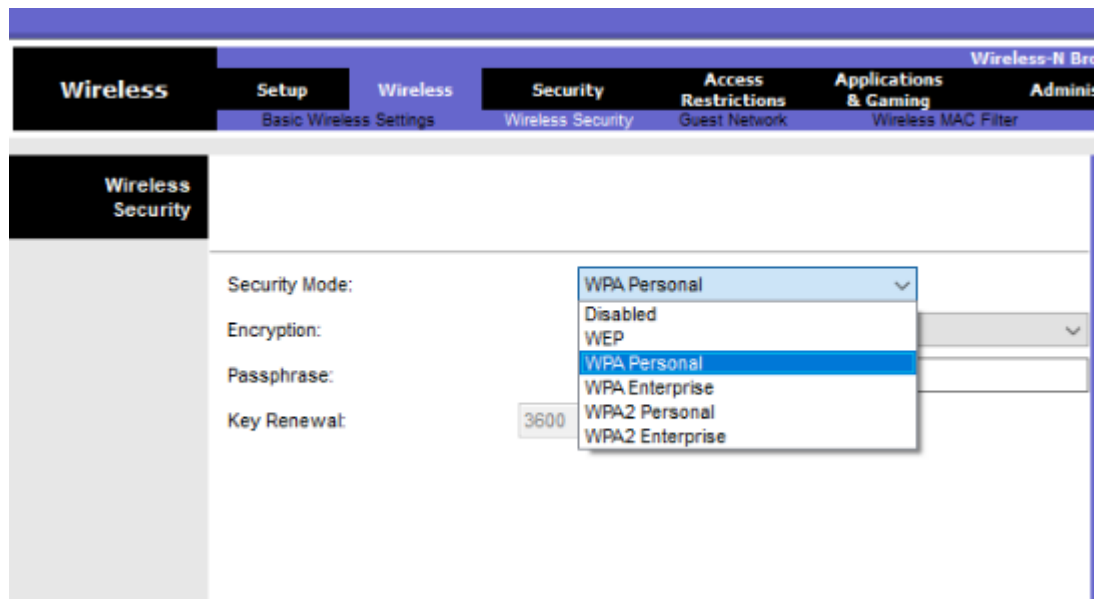 Wireless-N Bro
Wireless
Setup Wireless Security Access Restrictions Applications & Gaming Adminis
Basic Wireless Settings Wireless Security Guest Network Wireless MAC Filter
Wireless
Security
Security Mode: WPA Personal
Disabled
Encryption:
WEP
WPA Personal
Passphrase:
WPA Enterprise
WPA2 Personal
Key Renewal: 3600
WPA2 Enterprise